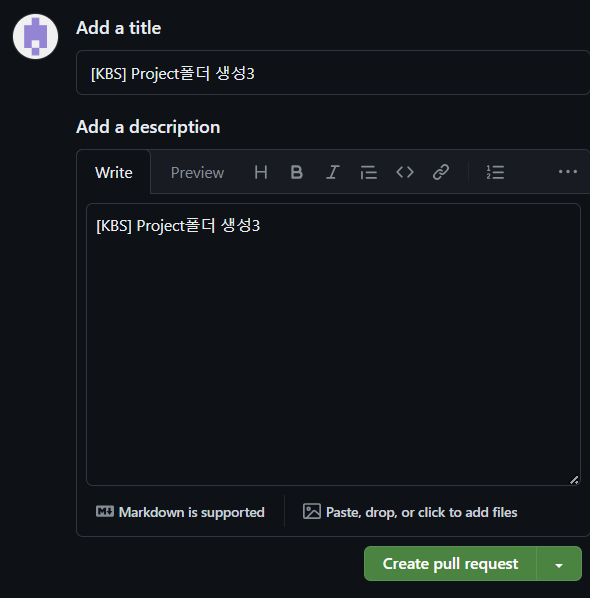 Add a title
[KBS] Project폴더 생성3
Add a description
Write Preview
[KBS] Project폴더 생성3
Markdown is supported Paste, drop, or click to add files
Create pull request